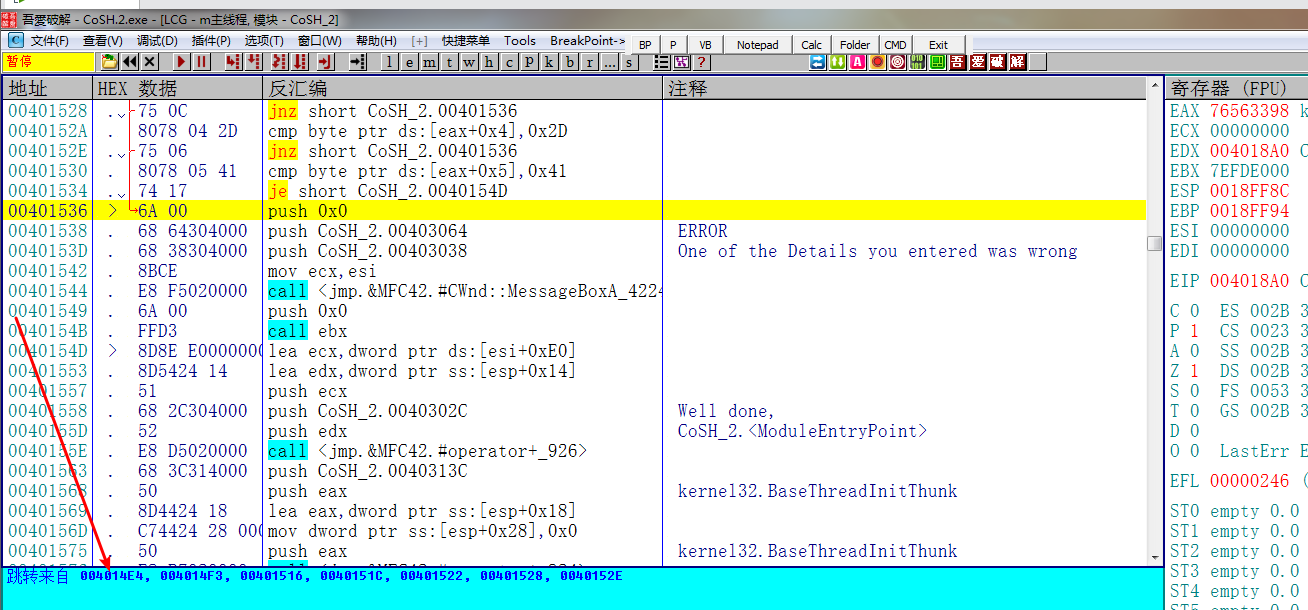 吾愛破解 - CoSH.2.exe - [LCG - m主线程, 模块 - CoSH_2]
C 文件(F) 查看(V) 调试(D) 插件(P) 选项(T) 窗口(W) 帮助(H) [+] 快捷菜单 Tools BreakPoint-> BP P VB Notepad Calc Folder CMD Exit
暂停 l e m t w h c p k b r ... s ? 吾 爱 破 解
地址 HEX 数据 反汇编 注释 寄存器 (FPU)
00401528 . 75 0C jnz short CoSH_2.00401536
0040152A . 8078 04 2D cmp byte ptr ds:[eax+0x4],0x2D
0040152E . 75 06 jnz short CoSH_2.00401536
00401530 . 8078 05 41 cmp byte ptr ds:[eax+0x5],0x41
00401534 . 74 17 je short CoSH_2.0040154D
00401536 > 6A 00 push 0x0
00401538 . 68 64304000 push CoSH_2.00403064 ERROR
0040153D . 68 38304000 push CoSH_2.00403038 One of the Details you entered was wrong
00401542 . 8BCE mov ecx,esi
00401544 . E8 F5020000 call <jmp.&MFC42.#CWnd::MessageBoxA_4224
00401549 . 6A 00 push 0x0
0040154B . FFD3 call ebx
0040154D > 8D8E E0000000 lea ecx,dword ptr ds:[esi+0xE0]
00401553 . 8D5424 14 lea edx,dword ptr ss:[esp+0x14]
00401557 . 51 push ecx
00401558 . 68 2C304000 push CoSH_2.0040302C Well done,
0040155D . 52 push edx CoSH_2.<ModuleEntryPoint>
0040155E . E8 D5020000 call <jmp.&MFC42.#operator+_926>
00401563 . 68 3C314000 push CoSH_2.0040313C
00401568 . 50 push eax kernel32.BaseThreadInitThunk
00401569 . 8D4424 18 lea eax,dword ptr ss:[esp+0x18]
0040156D . C74424 28 000 mov dword ptr ss:[esp+0x28],0x0
00401575 . 50 push eax kernel32.BaseThreadInitThunk
跳转来自 004014E4, 004014F3, 00401516, 0040151C, 00401522, 00401528, 0040152E
EAX 76563398 k
ECX 00000000
EDX 004018A0 C
EBX 7EFDE000
ESP 0018FF8C
EBP 0018FF94
ESI 00000000
EDI 00000000
EIP 004018A0 C
C 0 ES 002B 3
P 1 CS 0023 3
A 0 SS 002B 3
Z 1 DS 002B 3
S 0 FS 0053 3
T 0 GS 002B 3
D 0
O 0 LastErr E
EFL 00000246 (
ST0 empty 0.0
ST1 empty 0.0
ST2 empty 0.0
ST3 empty 0.0
ST4 empty 0.0